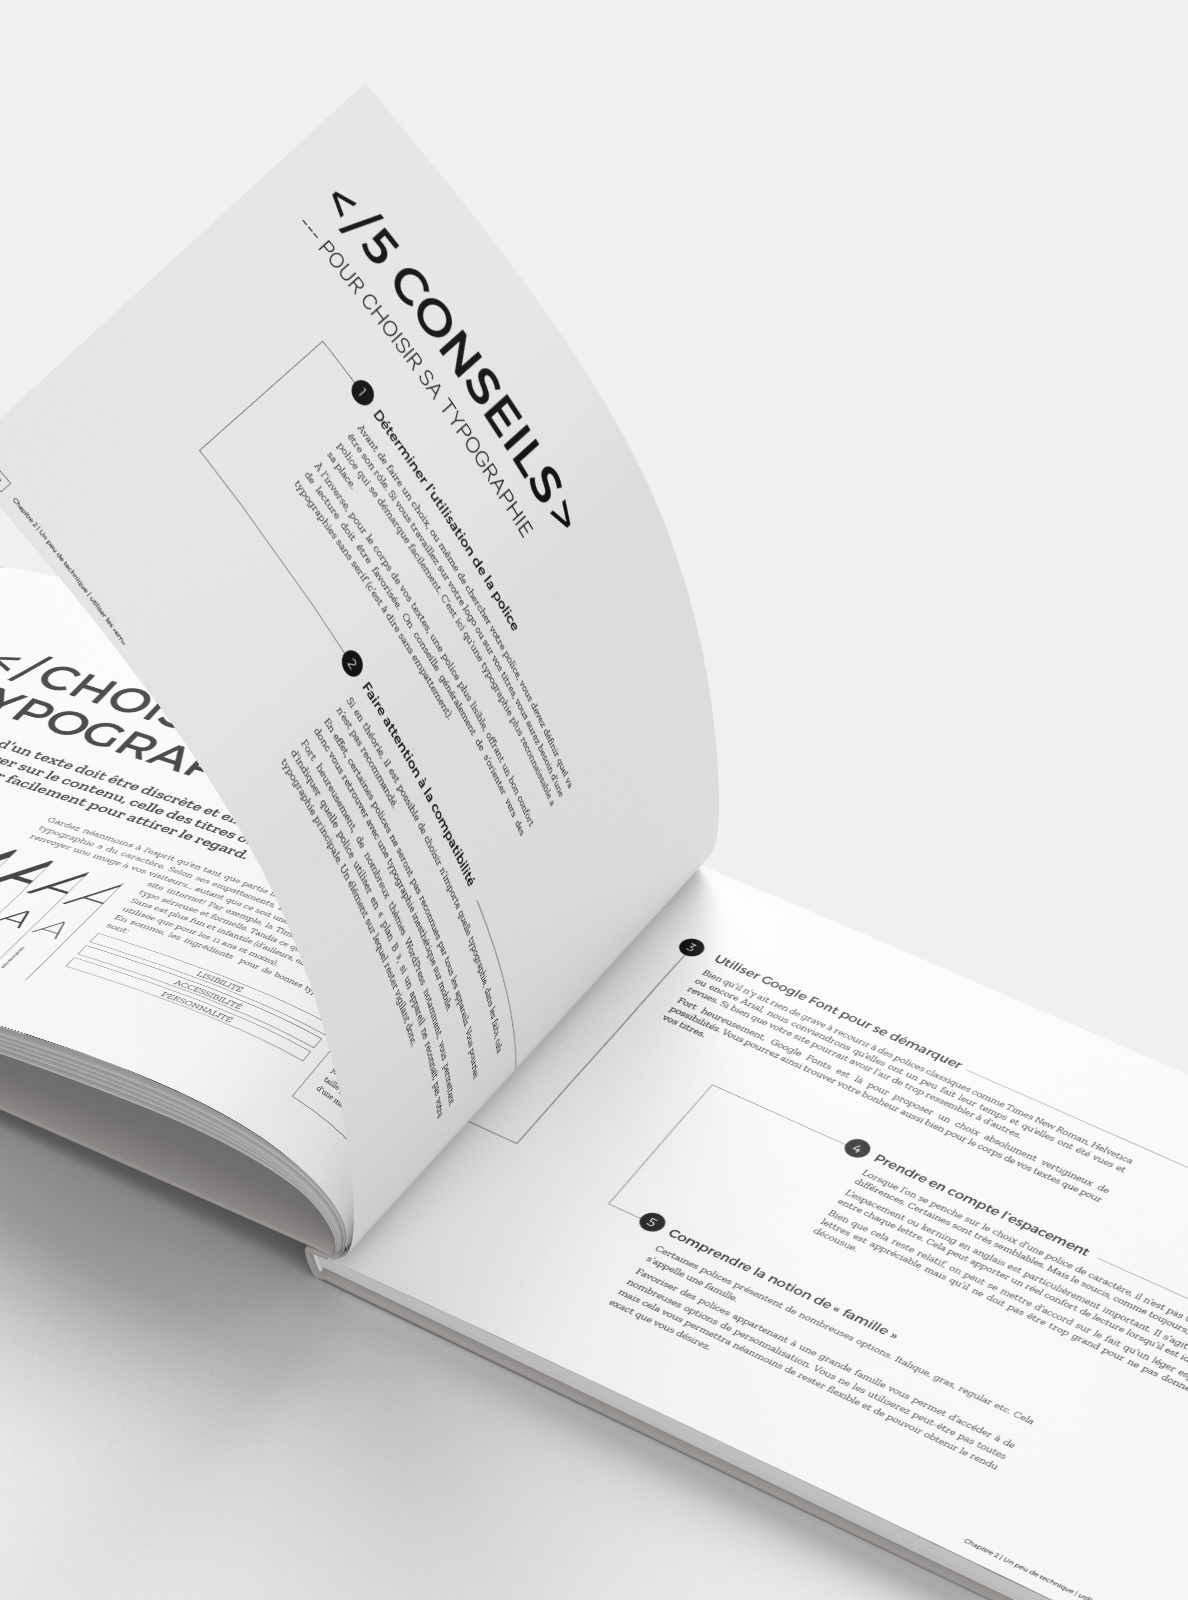 </5 CONSEILS>
--- POUR CHOISIR SA TYPOGRAPHIE
1
Déterminer l'utilisation de la police
Avant de faire un choix, ou même de chercher votre police, vous devez définir quel va
être son rôle. Si vous travaillez sur votre logo ou sur vos titres, vous aurez besoin d'une
police qui se démarque facilement. C'est ici qu'une typographie plus reconnaissable a
sa place.
À l'inverse, pour le corps de vos textes, une police plus lisible, offrant un bon confort
de lecture doit être favorisée. On conseille généralement de s'orienter vers des
typographies sans serif (c'est à dire sans empattement).
2
Faire attention à la compatibilité
Si en théorie, il est possible de choisir n'importe quelle typographie, dans les faits, cela
n'est pas recommandé.
En effet, certaines polices ne seront pas reconnues par tous les appareils. Vous pourriez
donc vous retrouver avec une typographie inesthétique sur mobile.
Fort heureusement, de nombreux thèmes WordPress notamment, vous permettent
d'indiquer quelle police utiliser en « plan B », si un appareil ne reconnait pas votre
typographie principale. Un élément sur lequel rester vigilant donc.
Chapitre 2 | Un peu de technique | utiliser les «em»
</CHOIS
YPOGRAP
d'un texte doit être discrète et
er sur le contenu, celle des titres
r facilement pour attirer le regard.
Gardez néanmoins à l'esprit qu'en tant que partie
typographie a du caractère. Selon ses empattements,
renvoyer une image à vos visiteurs... autant que ce soit
site internet! Par exemple, la
typo sérieuse et formelle. Tandis ce
Sans est plus fun et infantile (d'ailleurs,
utilisée que pour les 11 ans et moins).
En somme, les ingrédients pour de bonnes
sont:
LISIBILITÉ
ACCESSIBILITÉ
PERSONNALITÉ
A A A
A A
taille
d'une
3
Utiliser Google Font pour se démarquer
Bien qu'il n'y ait rien de grave à recourir à des polices classiques comme Times New Roman, Helvetica
ou encore Arial, nous conviendrons qu'elles ont un peu fait leur temps et qu'elles ont été vues et
revues. Si bien que votre site pourrait avoir l'air de trop ressembler à d'autres.
Fort heureusement, Google Fonts est là pour proposer un choix absolument vertigineux de
possibilités. Vous pourrez ainsi trouver votre bonheur aussi bien pour le corps de vos textes que pour
vos titres.
4
Prendre en compte l'espacement
Lorsque l'on se penche sur le choix d'une police de caractère, il n'est pas
différences. Certaines sont très semblables. Mais le soucis, comme toujours,
L'espacement ou kerning en anglais est particulièrement important. Il s'agit
entre chaque lettre. Cela peut apporter un réel confort de lecture lorsqu'il est
Bien que cela reste relatif, on peut se mettre d'accord sur le fait qu'un léger
lettres est appréciable mais qu'il ne doit pas être trop grand pour ne pas
décousue.
5
Comprendre la notion de « famille »
Certaines polices présentent de nombreuses options. Italique, gras, regular etc. Cela
s'appelle une famille.
Favoriser des polices appartenant à une grande famille vous permet d'accéder à de
nombreuses options de personnalisation. Vous ne les utiliserez peut-être pas toutes
mais cela vous permettra néanmoins de rester flexible et de pouvoir obtenir le rendu
exact que vous désirez.
Chapitre 2 | Un peu de technique |